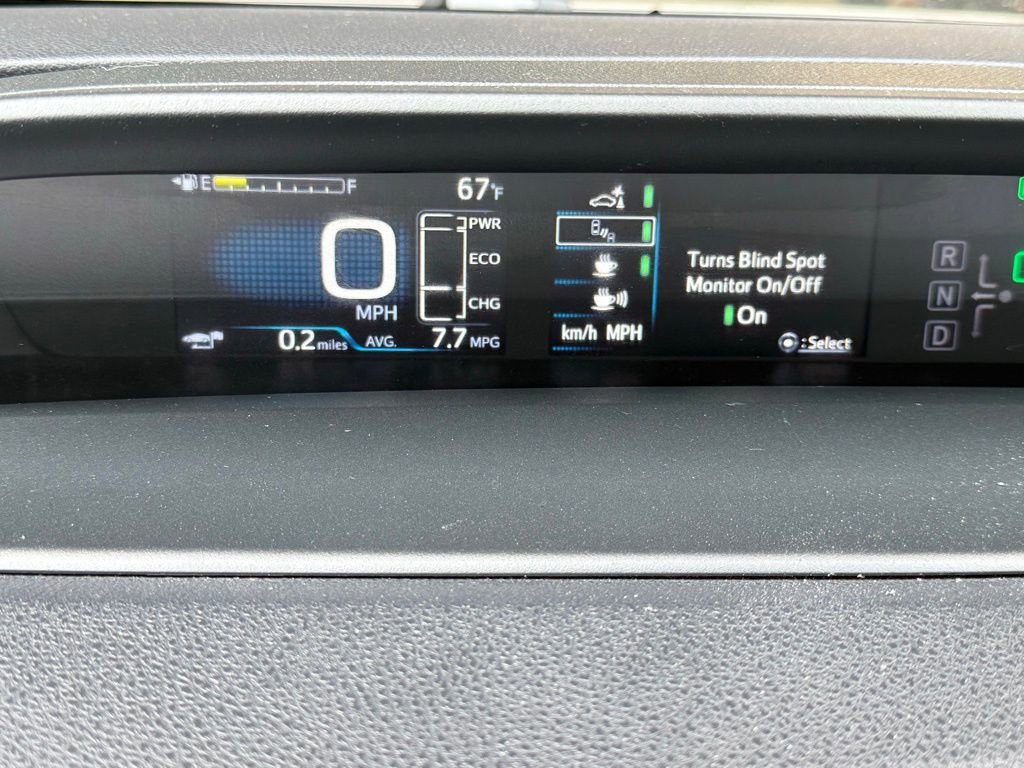 E F
67°F
0
MPH
PWR
ECO
CHG
0.2 miles AVG. 7.7 MPG
km/h MPH
Turns Blind Spot
Monitor On/Off
On
:Select
R
N
D